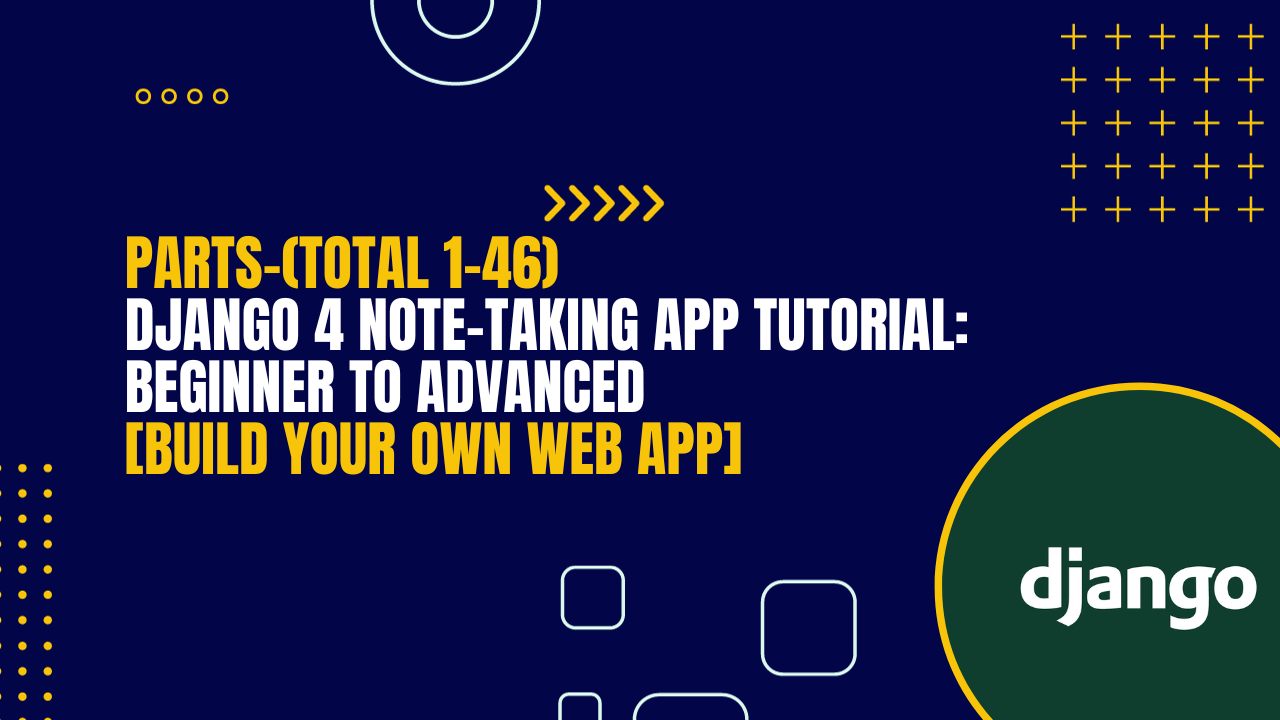 PARTS-(TOTAL 1-46)
DJANGO 4 NOTE-TAKING APP TUTORIAL:
BEGINNER TO ADVANCED
[BUILD YOUR OWN WEB APP]
django